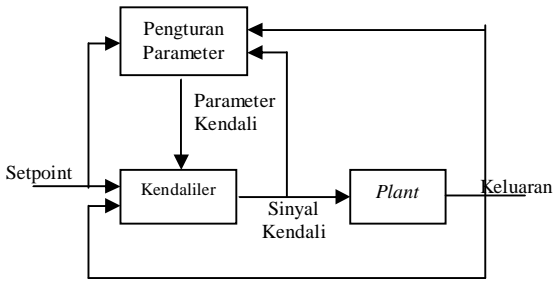 Pengturan
Parameter
Parameter
Kendali
Setpoint
Kendaliler
Sinyal
Kendali
Plant
Keluaran